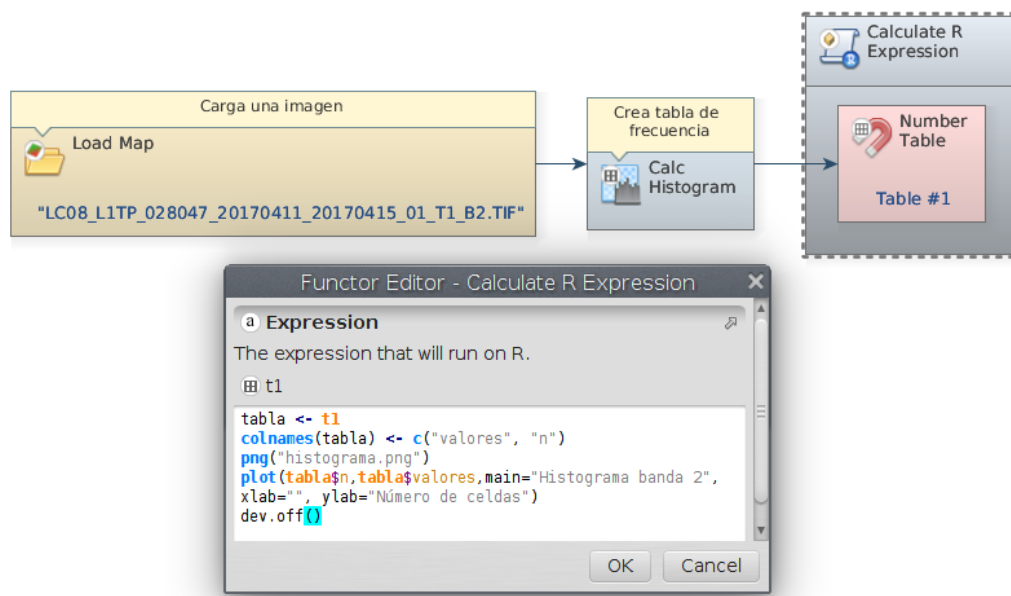 Calculate R
Expression
Carga una imagen
Load Map
"LC08_L1TP_028047_20170411_20170415_01_T1_B2.TIF"
Crea tabla de
frecuencia
Calc
Histogram
Number
Table
Table #1
Functor Editor - Calculate R Expression
a Expression
The expression that will run on R.
t1
tabla <- t1
colnames(tabla) <- c("valores", "n")
png("histograma.png")
plot(tabla$n,tabla$valores,main="Histograma banda 2",
xlab="", ylab="Número de celdas")
dev.off()
OK
Cancel